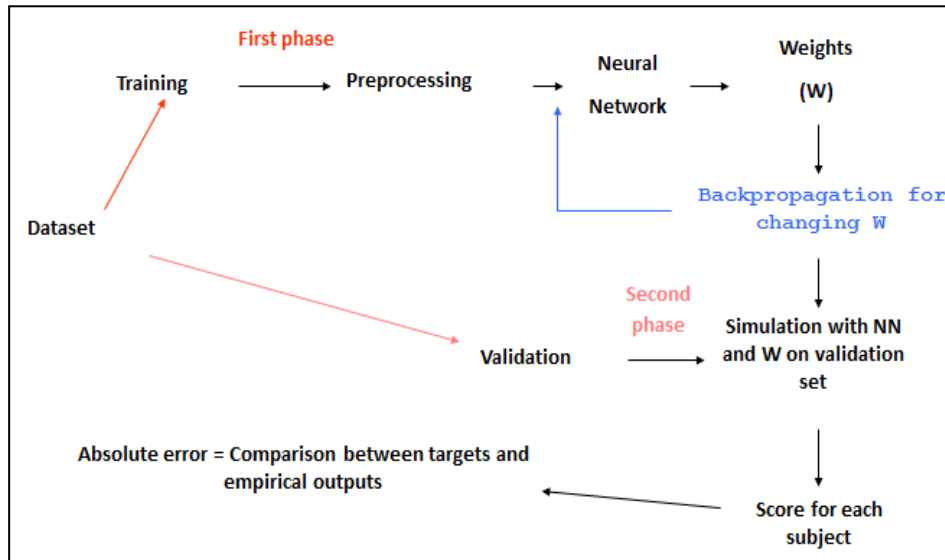 First phase
Training
Preprocessing
Neural
Network
Weights
(W)
Backpropagation for
changing W
Dataset
Second
phase
Validation
Simulation with NN
and W on validation
set
Absolute error = Comparison between targets and
empirical outputs
Score for each
subject